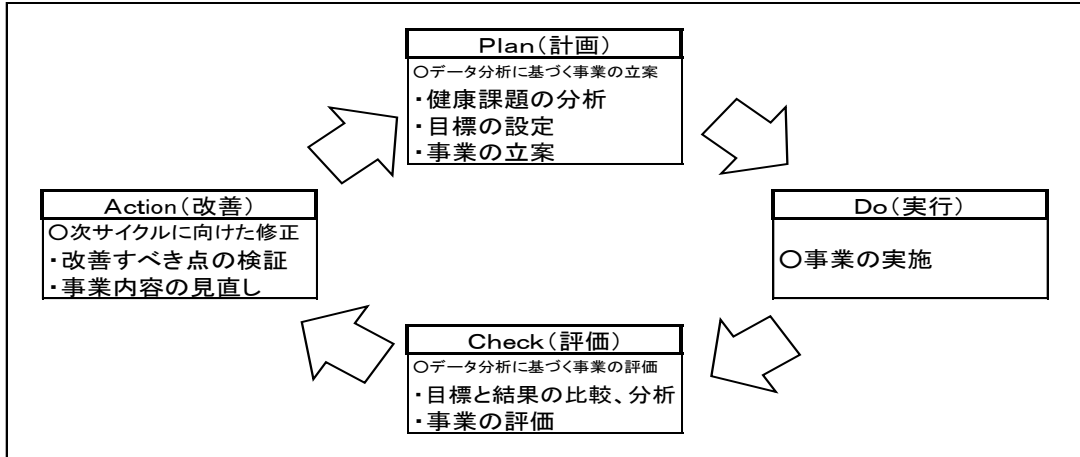 Plan(計画)
○データ分析に基づく事業の立案
・健康課題の分析
・目標の設定
・事業の立案
Do(実行)
○事業の実施
Check(評価)
○データ分析に基づく事業の評価
・目標と結果の比較、分析
・事業の評価
Action(改善)
○次サイクルに向けた修正
・改善すべき点の検証
・事業内容の見直し